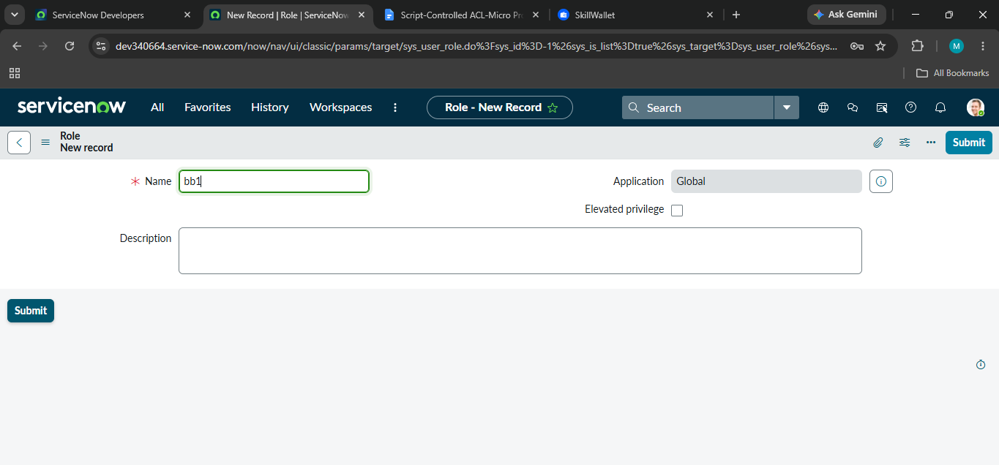 ServiceNow Developers
New Record | Role | ServiceNow
Script-Controlled ACL-Micro Pr
SkillWallet
Ask Gemini
dev340664.service-now.com/now/nav/ui/classic/params/target/sys_user_role.do%3Fsys_id%3D-1%26sys_is_list%3Dtrue%26sys_target%3Dsys_user_role%26sys...
M
All Bookmarks
servicenow
All
Favorites
History
Workspaces
Role - New Record
Search
Role
New record
Submit
* Name
bb1
Application
Global
Elevated privilege
Description
Submit